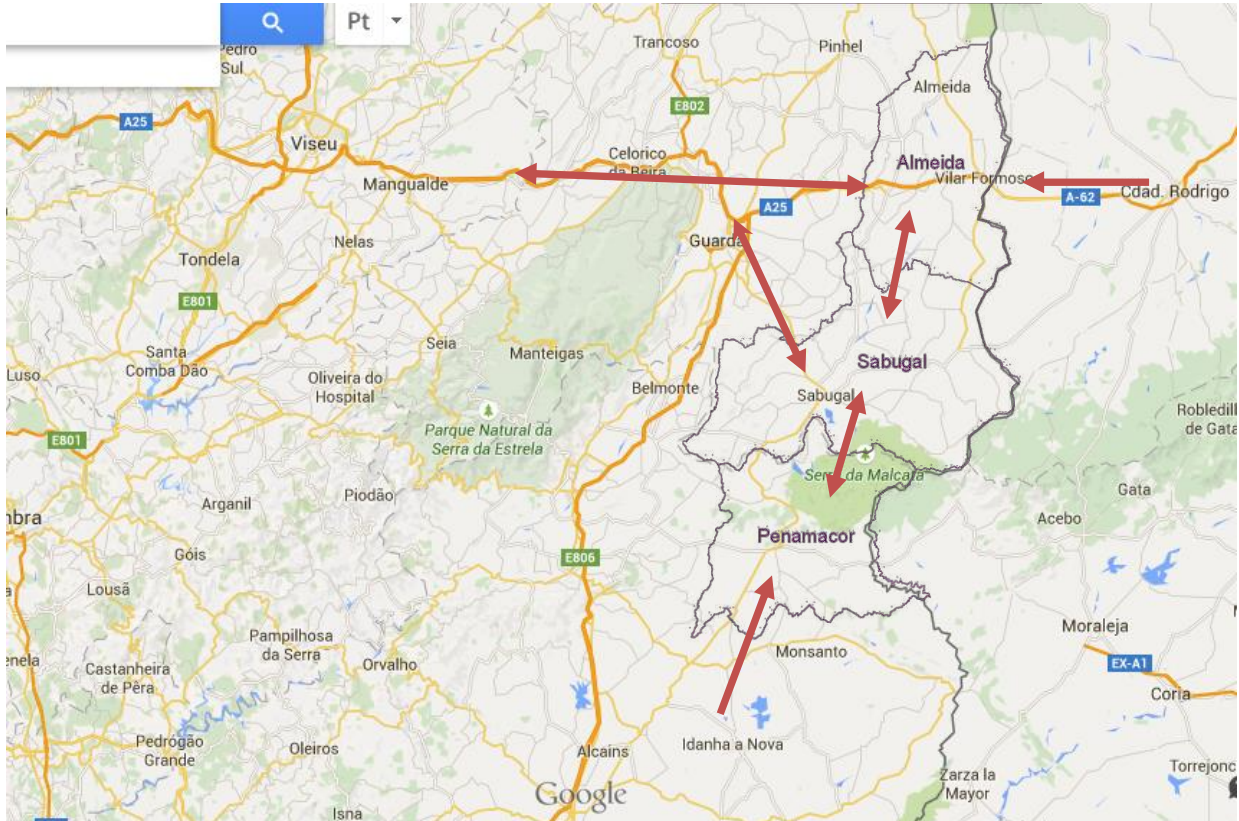 Pt
Pedro
Sul
Trancoso
Pinhel
Almeida
E802
A25
Viseu
Celorico
da Beira
Almeida
Mangualde
Vilar Formoso
Cdad. Rodrigo
A-62
A25
Guarda
Nelas
Tondela
E801
Santa
Comba Dão
Luso
Seia
Manteigas
Oliveira do
Hospital
Belmonte
Sabugal
Sabugal
Robledill
de Gata
Parque Natural da
Serra da Estrela
E801
Serra da Malcata
Gata
Arganil
Piodão
mbra
Acebo
Penamacor
Góis
E806
Lousã
Moraleja
Pampilhosa
da Serra
Monsanto
Orvalho
enela
Castanheira
de Pêra
EX-A1
Coria
Pedrógão
Grande
Oleiros
Alcains
Idanha a Nova
Zarza la
Mayor
Torrejonc
Google
Isna